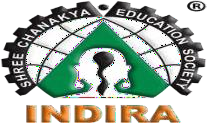 SHREE CHANAKYA EDUCATION SOCIETY
®
INDIRA